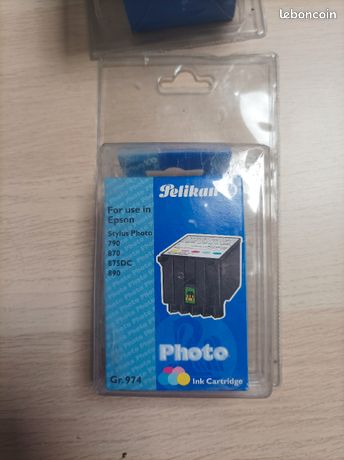 leboncoin
Pelikan
For use in
Epson
Stylus Photo
790
870
875DC
890
Photo
Gr. 974
Ink Cartridge